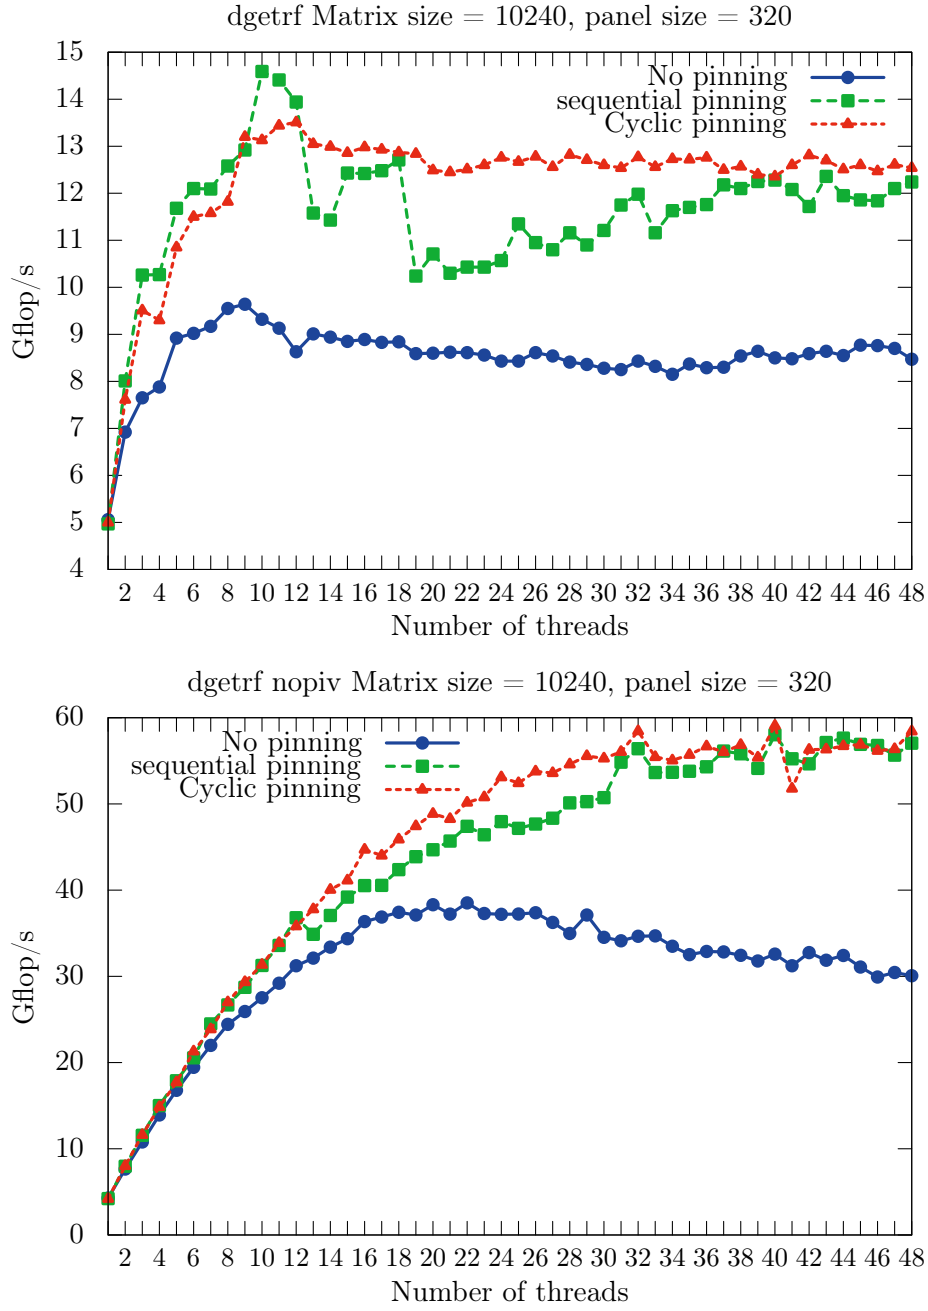 dgetrf Matrix size = 10240, panel size = 320
15
14
13
12
11
10
9
8
7
6
5
4
Gflop/s
No pinning
sequential pinning
Cyclic pinning
2 4 6 8 10 12 14 16 18 20 22 24 26 28 30 32 34 36 38 40 42 44 46 48
Number of threads
dgetrf nopiv Matrix size = 10240, panel size = 320
60
50
40
30
20
10
0
Gflop/s
No pinning
sequential pinning
Cyclic pinning
2 4 6 8 10 12 14 16 18 20 22 24 26 28 30 32 34 36 38 40 42 44 46 48
Number of threads